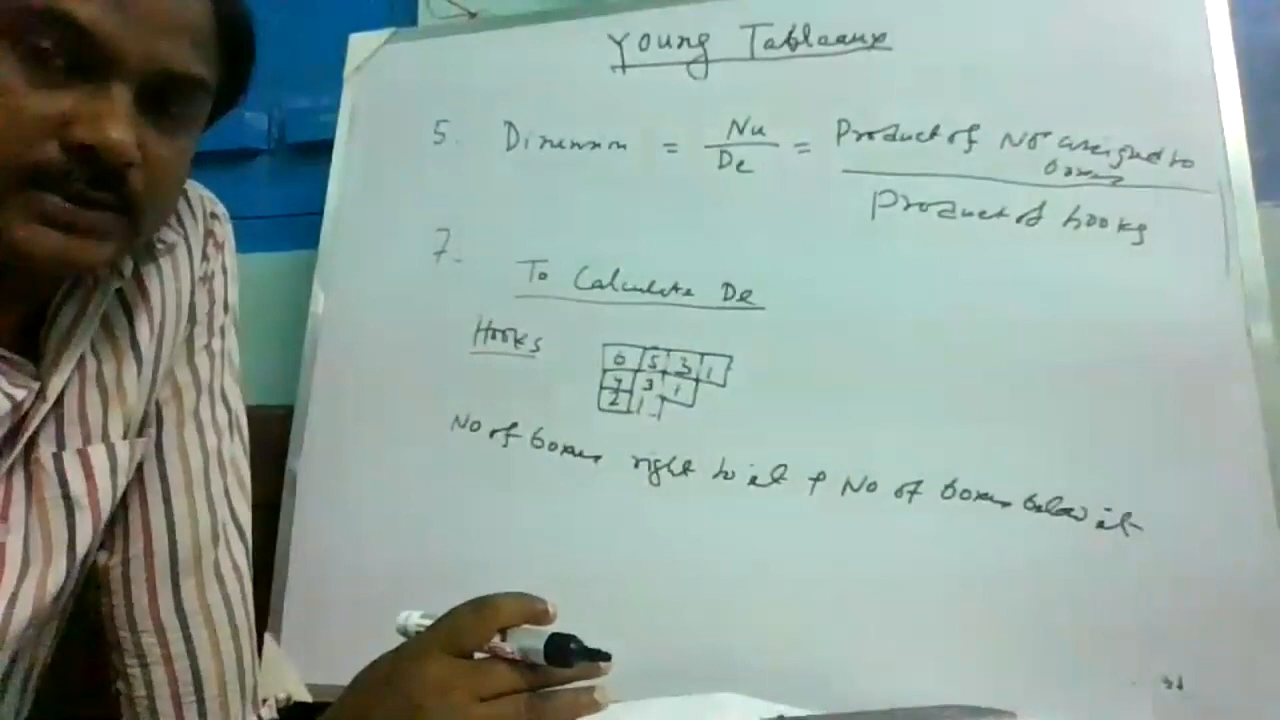 Young Tableaux
5. Dimension = Nu / De = Product of Nos assigned to boxes / Product of hooks
7.
To Calculate De
Hooks
6 5 3 1
4 3 1
2 1
No of boxes right to it + No of boxes below it